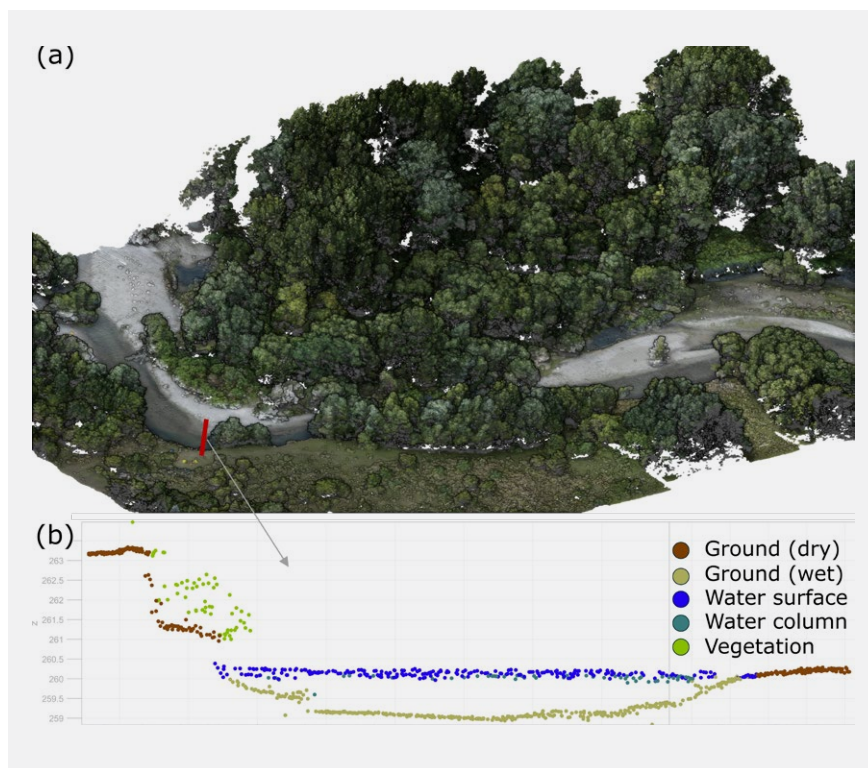 (a)
(b)
263
262.5
262
261.5
261
260.5
260
259.5
259
z
Ground (dry)
Ground (wet)
Water surface
Water column
Vegetation